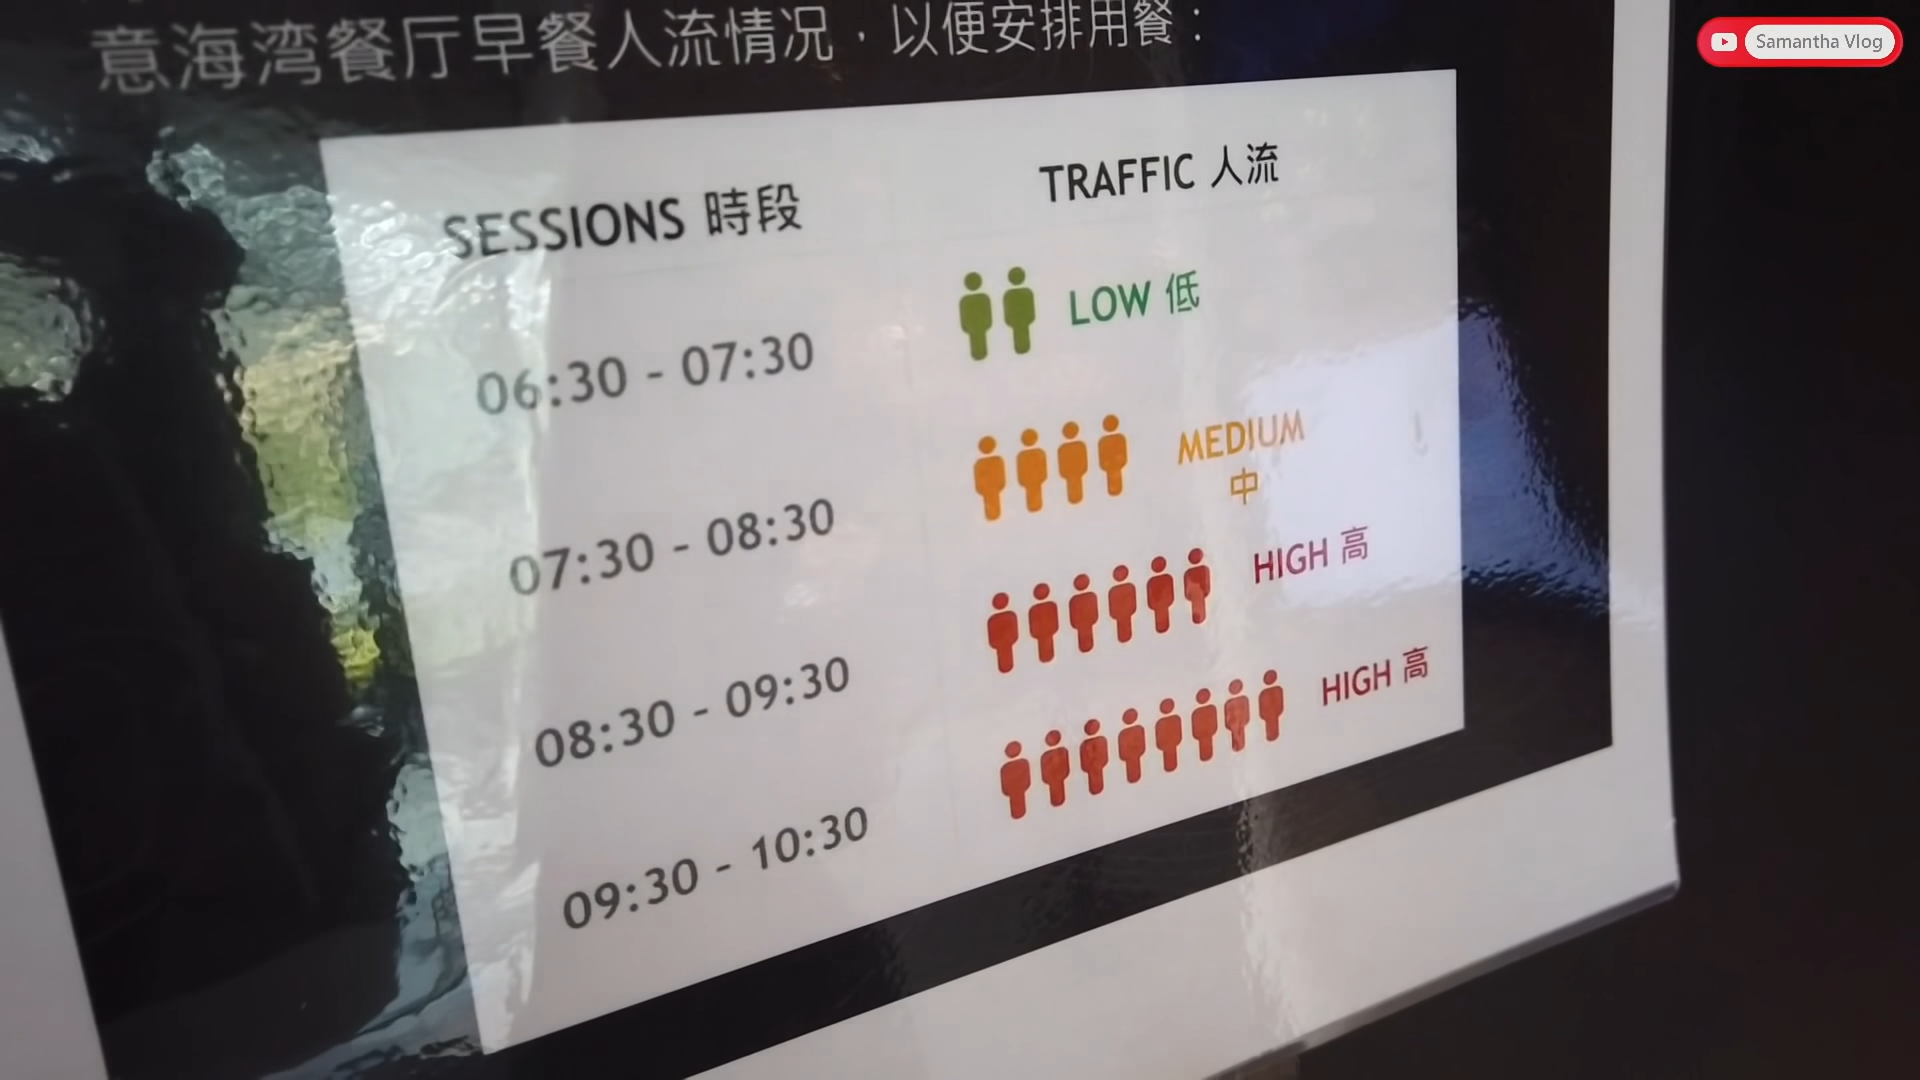 意海湾餐厅早餐人流情况，以便安排用餐：
Samantha Vlog
SESSIONS 時段 TRAFFIC 人流
06:30 - 07:30 LOW 低
07:30 - 08:30 MEDIUM
中
08:30 - 09:30 HIGH 高
09:30 - 10:30 HIGH 高